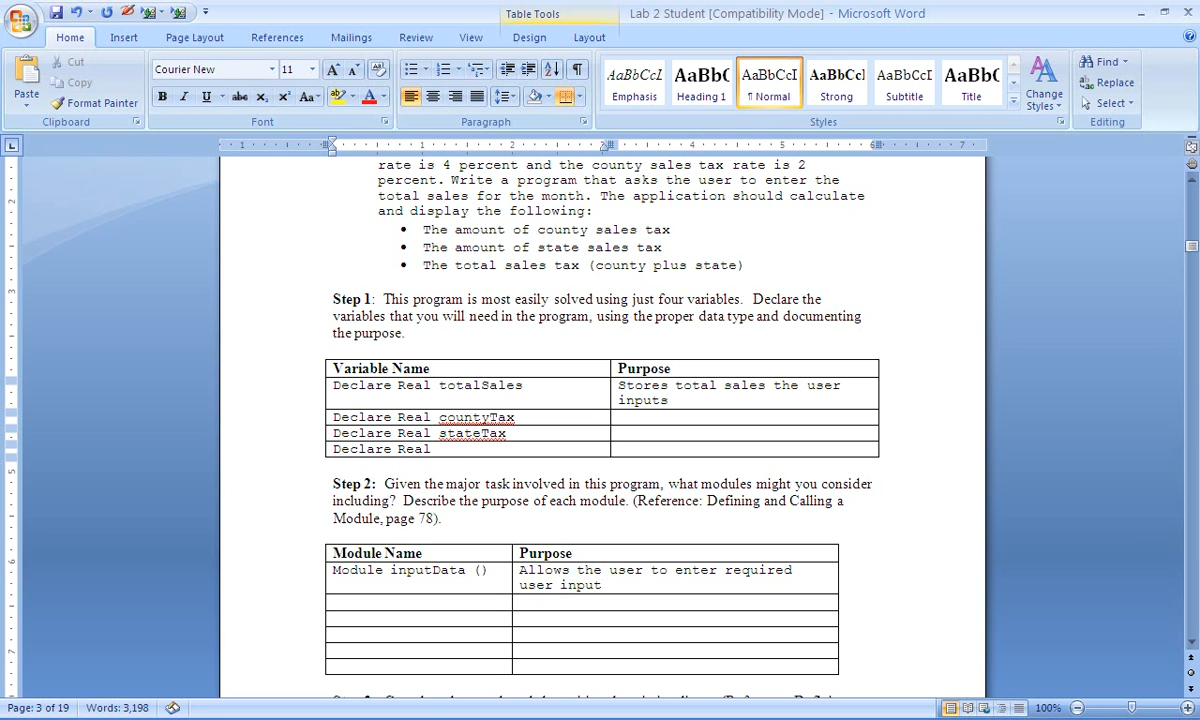 Table Tools
Lab 2 Student [Compatibility Mode] - Microsoft Word
Home Insert Page Layout References Mailings Review View Design Layout
Paste
Cut
Copy
Format Painter
Clipboard
Courier New 11
Font
Paragraph
AaBbCcI AaBbC AaBbCcI AaBbCc AaBbCcI AaBb(
Emphasis Heading 1 ¶ Normal Strong Subtitle Title
Change Styles
Styles
Find
Replace
Select
Editing
1 1 2 4 5 6 7
rate is 4 percent and the county sales tax rate is 2
percent. Write a program that asks the user to enter the
total sales for the month. The application should calculate
and display the following:
• The amount of county sales tax
• The amount of state sales tax
• The total sales tax (county plus state)
Step 1: This program is most easily solved using just four variables. Declare the
variables that you will need in the program, using the proper data type and documenting
the purpose.
Variable Name Purpose
Declare Real totalSales Stores total sales the user
inputs
Declare Real countyTax
Declare Real stateTax
Declare Real
Step 2: Given the major task involved in this program, what modules might you consider
including? Describe the purpose of each module. (Reference: Defining and Calling a
Module, page 78).
Module Name Purpose
Module inputData () Allows the user to enter required
user input
Page: 3 of 19 Words: 3,198 100%